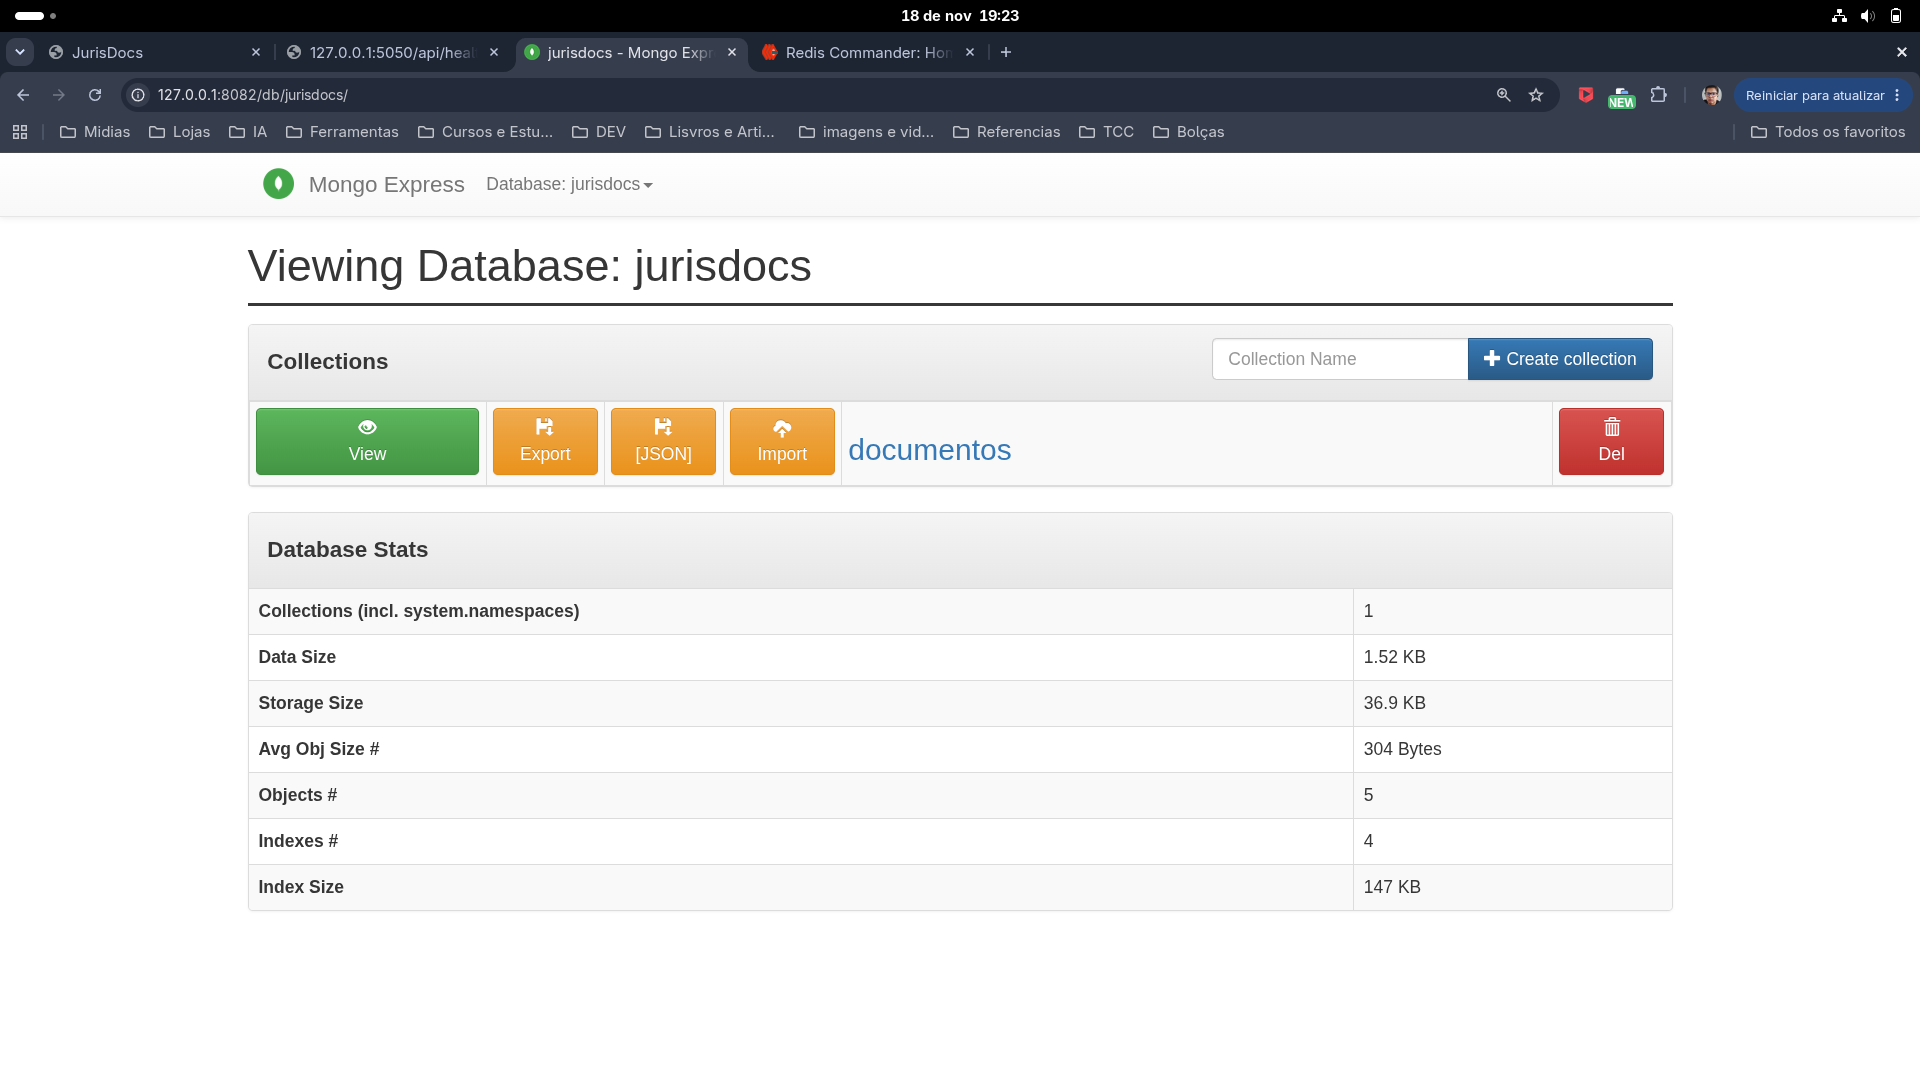 18 de nov 19:23
JurisDocs
127.0.0.1:5050/api/heal
jurisdocs - Mongo Expr
Redis Commander: Hom
127.0.0.1:8082/db/jurisdocs/
NEW
Reiniciar para atualizar
Midias
Lojas
IA
Ferramentas
Cursos e Estu...
DEV
Lisvros e Arti...
imagens e vid...
Referencias
TCC
Bolças
Todos os favoritos
Mongo Express
Database: jurisdocs
Viewing Database: jurisdocs
Collections
Collection Name
Create collection
View
Export
[JSON]
Import
documentos
Del
Database Stats
Collections (incl. system.namespaces) 1
Data Size 1.52 KB
Storage Size 36.9 KB
Avg Obj Size # 304 Bytes
Objects # 5
Indexes # 4
Index Size 147 KB